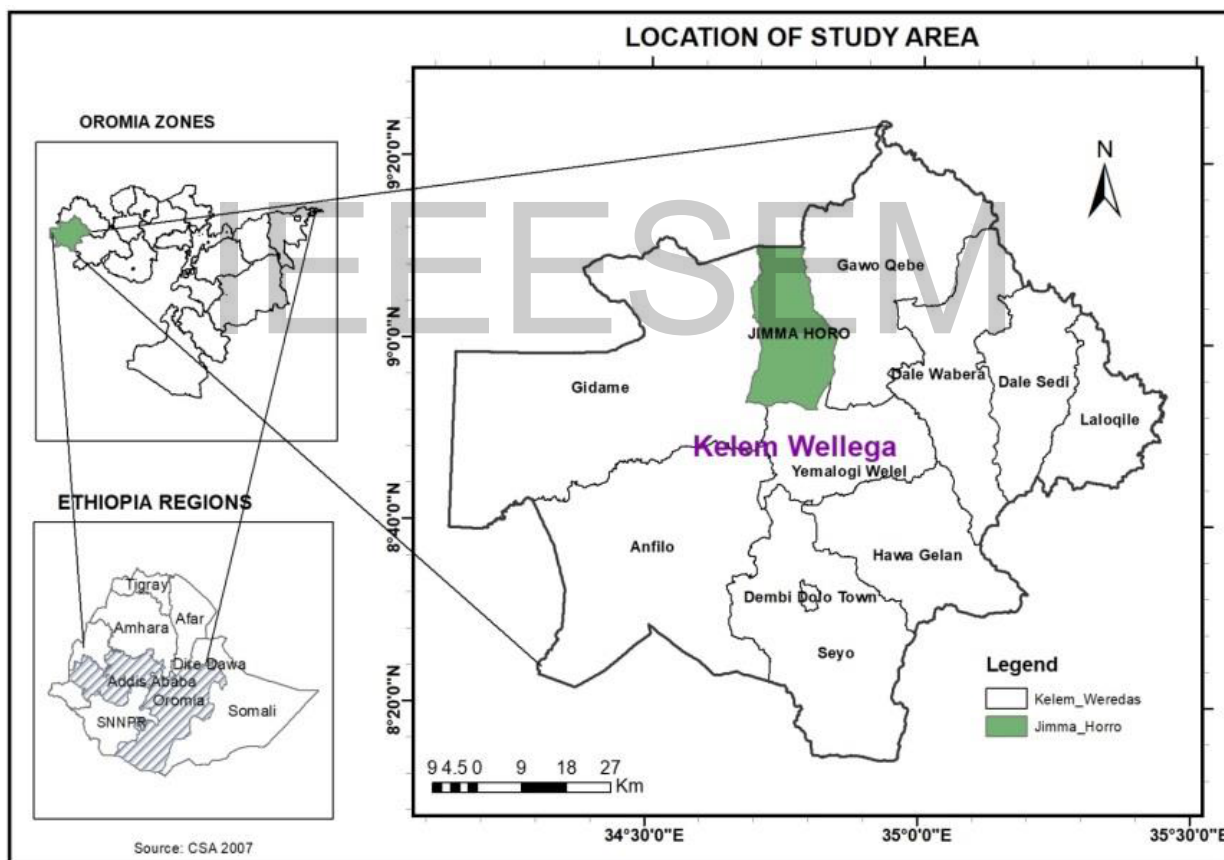 LOCATION OF STUDY AREA
OROMIA ZONES
IEEESEM
N
9°20'0"N
9°0'0"N
8°40'0"N
8°20'0"N
Gawo Qebe
JIMMA HORO
Dale Wabera
Dale Sedi
Gidame
Laloqile
Kelem Wellega
Yemalogi Welel
Anfilo
Hawa Gelan
Dembi Dolo Town
Seyo
ETHIOPIA REGIONS
Tigray
Afar
Amhara
Dire Dawa
Addis Ababa
Oromia
SNNPR
Somali
Legend
Kelem_Weredas
Jimma_Horro
9 4.5 0 9 18 27
Km
34°30'0"E
35°0'0"E
35°30'0"E
Source: CSA 2007